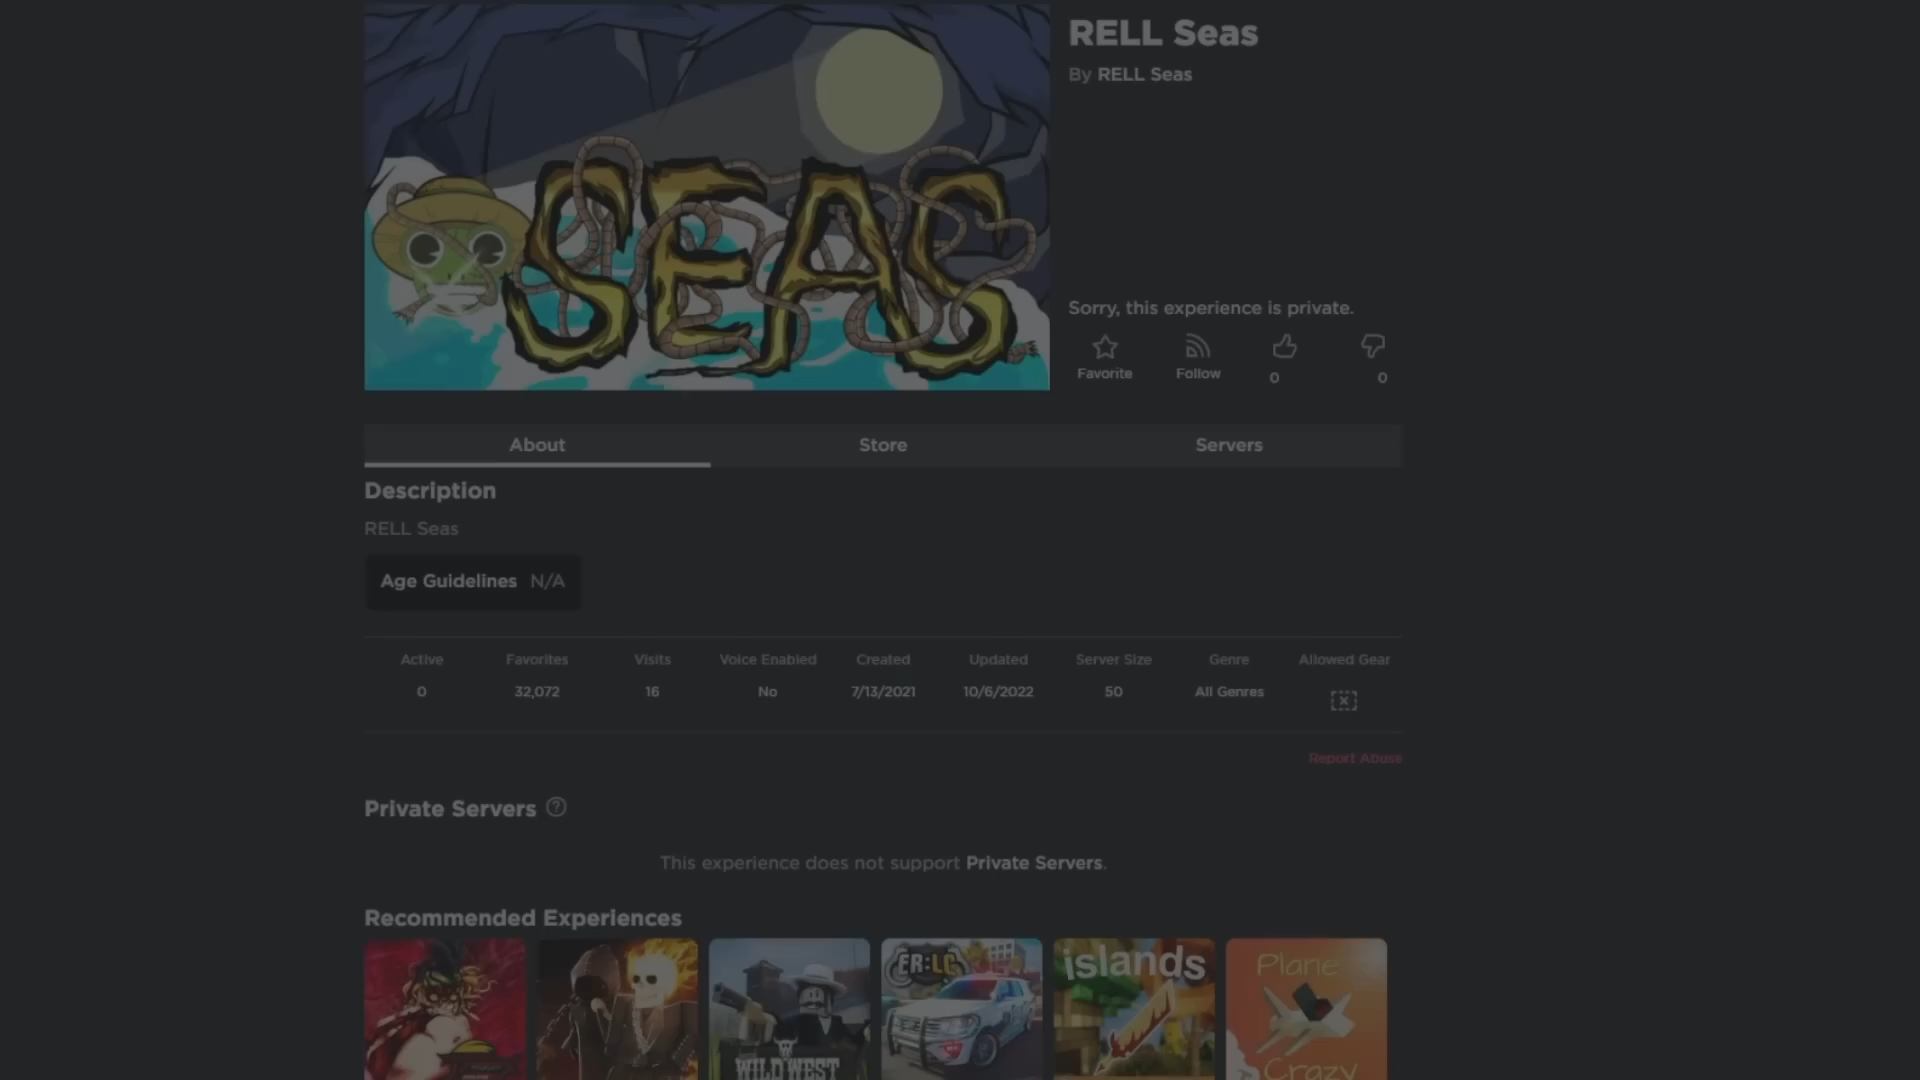 SEAS
RELL Seas
By RELL Seas
Sorry, this experience is private.
Favorite
Follow
0
0
About
Store
Servers
Description
RELL Seas
Age Guidelines N/A
Active Favorites Visits Voice Enabled Created Updated Server Size Genre Allowed Gear
0 32,072 16 No 7/13/2021 10/6/2022 50 All Genres
Report Abuse
Private Servers ?
This experience does not support Private Servers.
Recommended Experiences
WILD WEST
ER:LC
islands
Plane
Crazy